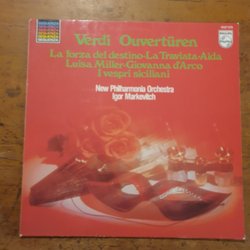 Verdi Ouvertüren
La forza del destino · La Traviata · Aida
Luisa Miller · Giovanna d'Arco
I vespri siciliani
New Philharmonia Orchestra
Igor Markevitch
PHILIPS